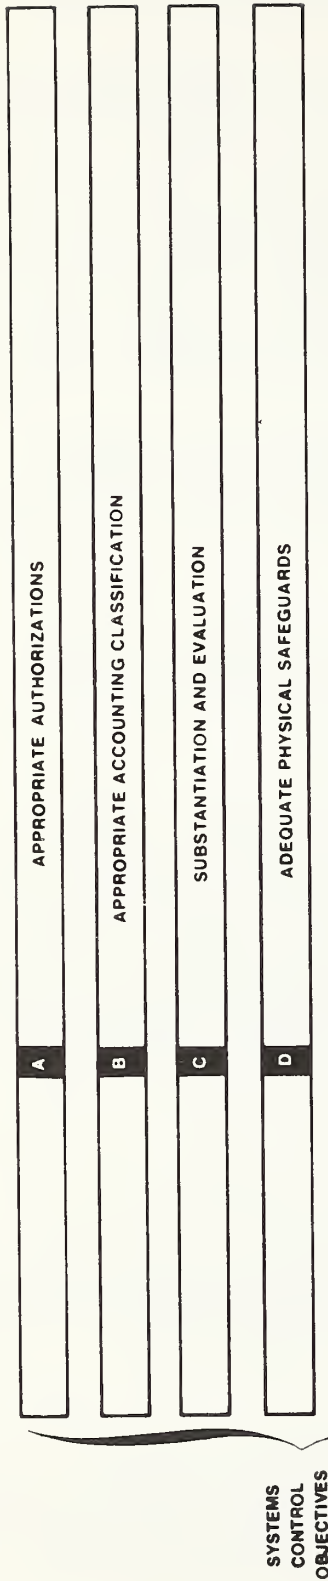 A
APPROPRIATE AUTHORIZATIONS
B
APPROPRIATE ACCOUNTING CLASSIFICATION
C
SUBSTANTIATION AND EVALUATION
D
ADEQUATE PHYSICAL SAFEGUARDS
SYSTEMS
CONTROL
OBJECTIVES